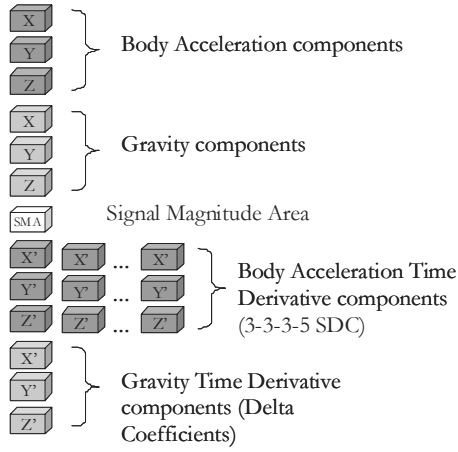 X
Y
Z
Body Acceleration components
X
Y
Z
Gravity components
SMA
Signal Magnitude Area
X' X' ... X'
Y' Y' ... Y'
Z' Z' ... Z'
Body Acceleration Time
Derivative components
(3-3-3-5 SDC)
X'
Y'
Z'
Gravity Time Derivative
components (Delta
Coefficients)